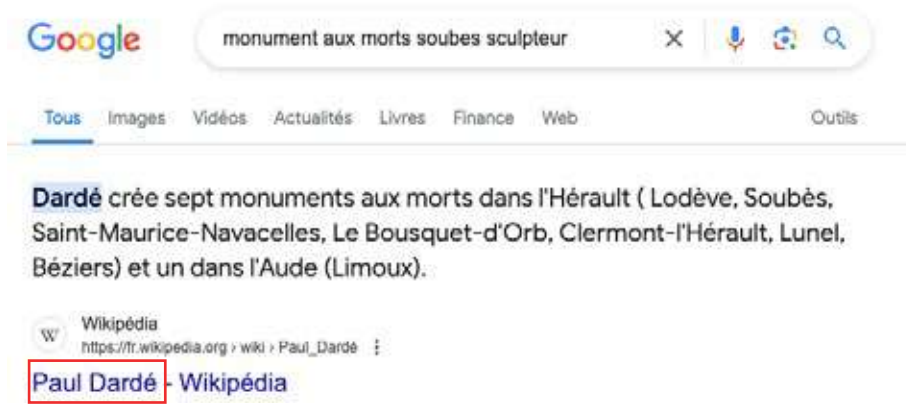 Google
monument aux morts soubes sculpteur
Tous Images Vidéos Actualités Livres Finance Web Outils
Dardé crée sept monuments aux morts dans l'Hérault ( Lodève, Soubès,
Saint-Maurice-Navacelles, Le Bousquet-d'Orb, Clermont-l'Hérault, Lunel,
Béziers) et un dans l'Aude (Limoux).
W
Wikipédia
https://fr.wikipedia.org › wiki › Paul_Dardé
Paul Dardé - Wikipédia